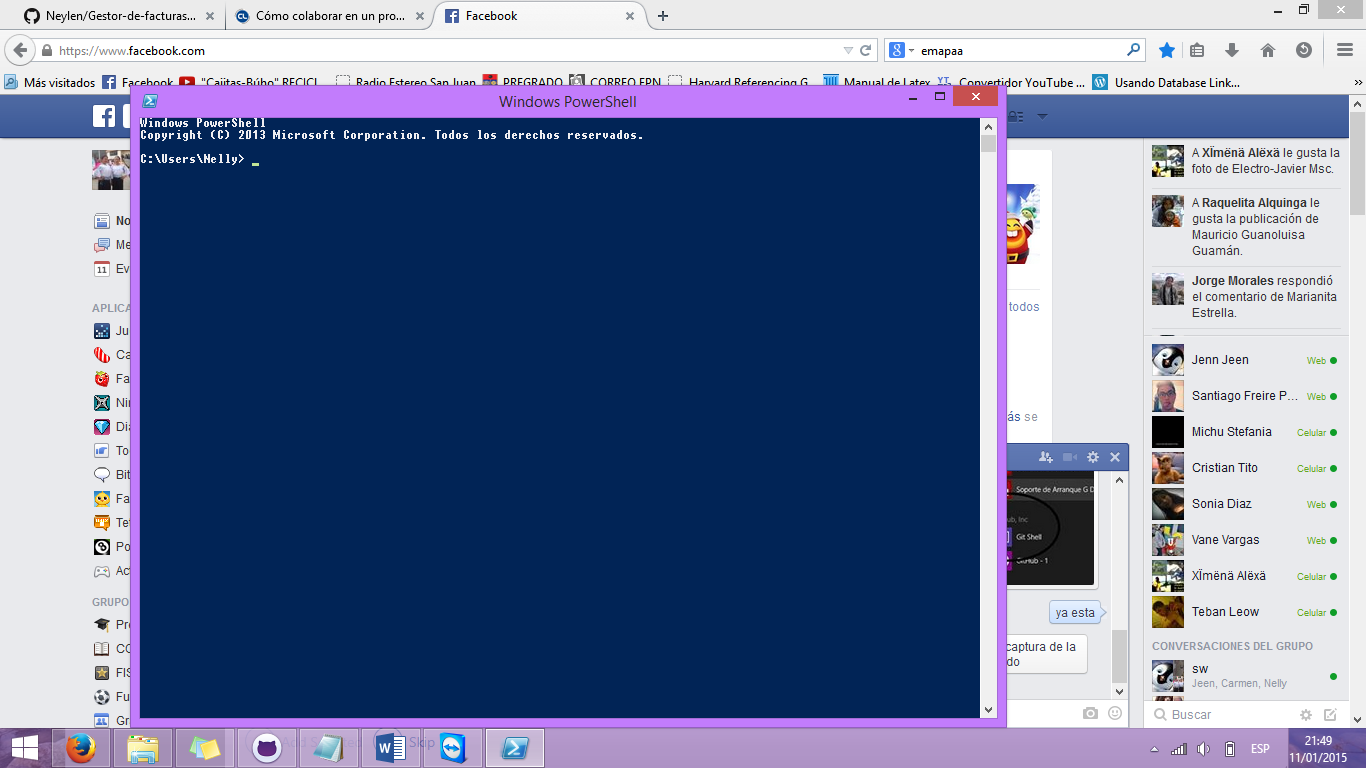 Neylen/Gestor-de-facturas...
Cómo colaborar en un pro...
Facebook
https://www.facebook.com
emapaa
Más visitados
Facebook
"Cajitas-Búho" RECICL...
Radio Estereo San Juan
PREGRADO
CORREO EPN
Harvard Referencing G...
Manual de Latex
Convertidor YouTube ...
Usando Database Link...
Windows PowerShell
Windows PowerShell
Copyright (C) 2013 Microsoft Corporation. Todos los derechos reservados.
C:\Users\Nelly>
No
Me
11
Ev
APLICA
Ju
Ca
Fa
Nin
Dia
To
Bit
Fa
Tet
Po
Ac
GRUPO
Pr
CO
FIS
Fu
Gr
todos
ás se
Soporte de Arranque G D
ub, Inc
Git Shell
GitHub - 1
ya esta
captura de la
do
A XÏmënä Alëxä le gusta la
foto de Electro-Javier Msc.
A Raquelita Alquinga le
gusta la publicación de
Mauricio Guanoluisa
Guamán.
Jorge Morales respondió
el comentario de Marianita
Estrella.
Jenn Jeen
Web
Santiago Freire P...
Web
Michu Stefania
Celular
Cristian Tito
Celular
Sonia Diaz
Web
Vane Vargas
Web
XÏmënä Alëxä
Celular
Teban Leow
Celular
CONVERSACIONES DEL GRUPO
sw
Jeen, Carmen, Nelly
Buscar
Skip
ESP
21:49
11/01/2015